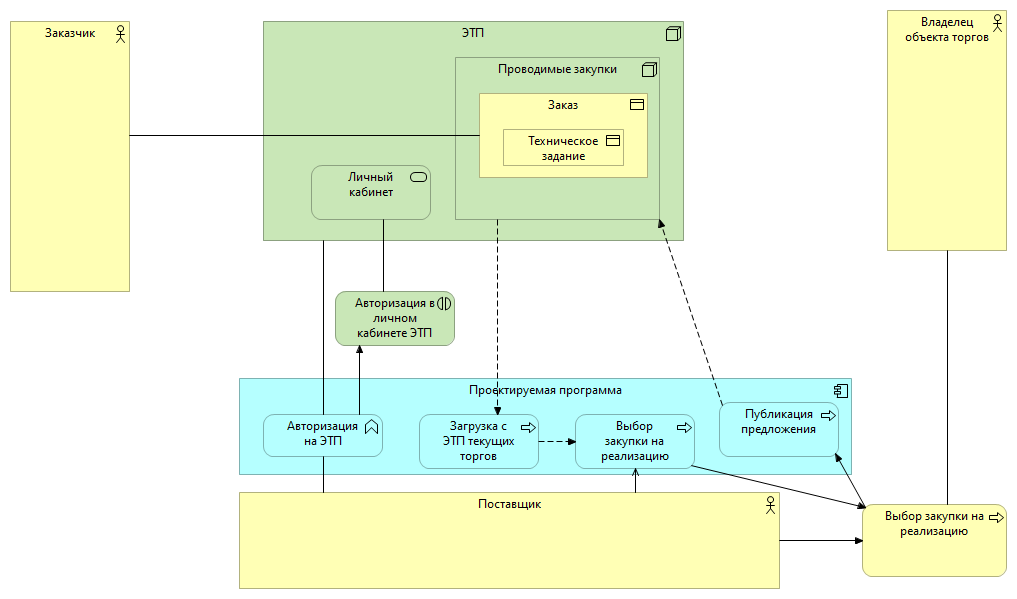 Заказчик
ЭТП
Владелец
объекта торгов
Проводимые закупки
Заказ
Техническое
задание
Личный
кабинет
Авторизация в
личном
кабинете ЭТП
Проектируемая программа
Авторизация
на ЭТП
Загрузка с
ЭТП текущих
торгов
Выбор
закупки на
реализацию
Публикация
предложения
Поставщик
Выбор закупки на
реализацию